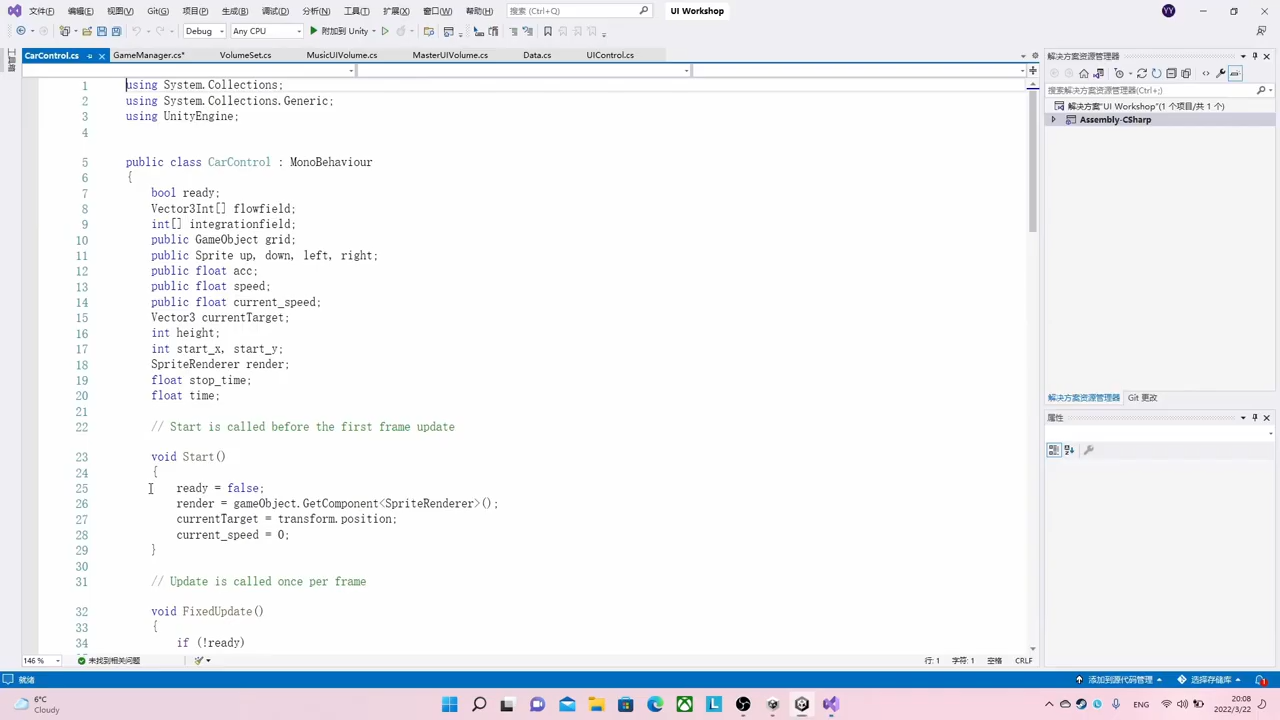 文件(F) 编辑(E) 视图(V) Git(G) 项目(P) 生成(B) 调试(D) 分析(N) 工具(T) 扩展(X) 窗口(W) 帮助(H) 搜索 (Ctrl+Q) UI Workshop YY
Debug Any CPU 附加到 Unity
CarControl.cs GameManager.cs* VolumeSet.cs MusicUIVolume.cs MasterUIVolume.cs Data.cs UIControl.cs
1 using System.Collections;
2 using System.Collections.Generic;
3 using UnityEngine;
4
5 public class CarControl : MonoBehaviour
6 {
7 bool ready;
8 Vector3Int[] flowfield;
9 int[] integrationfield;
10 public GameObject grid;
11 public Sprite up, down, left, right;
12 public float acc;
13 public float speed;
14 public float current_speed;
15 Vector3 currentTarget;
16 int height;
17 int start_x, start_y;
18 SpriteRenderer render;
19 float stop_time;
20 float time;
21
22 // Start is called before the first frame update
23 void Start()
24 {
25 ready = false;
26 render = gameObject.GetComponent<SpriteRenderer>();
27 currentTarget = transform.position;
28 current_speed = 0;
29 }
30
31 // Update is called once per frame
32 void FixedUpdate()
33 {
34 if (!ready)
146 % 未找到相关问题 行: 1 字符: 1 空格 CRLF
解决方案资源管理器
搜索解决方案资源管理器(Ctrl+;)
解决方案"UI Workshop"(1 个项目/共 1 个)
Assembly-CSharp
解决方案资源管理器 Git 更改
属性
就绪 添加到源代码管理 选择存储库
6°C
Cloudy
ENG
20:08
2022/3/22